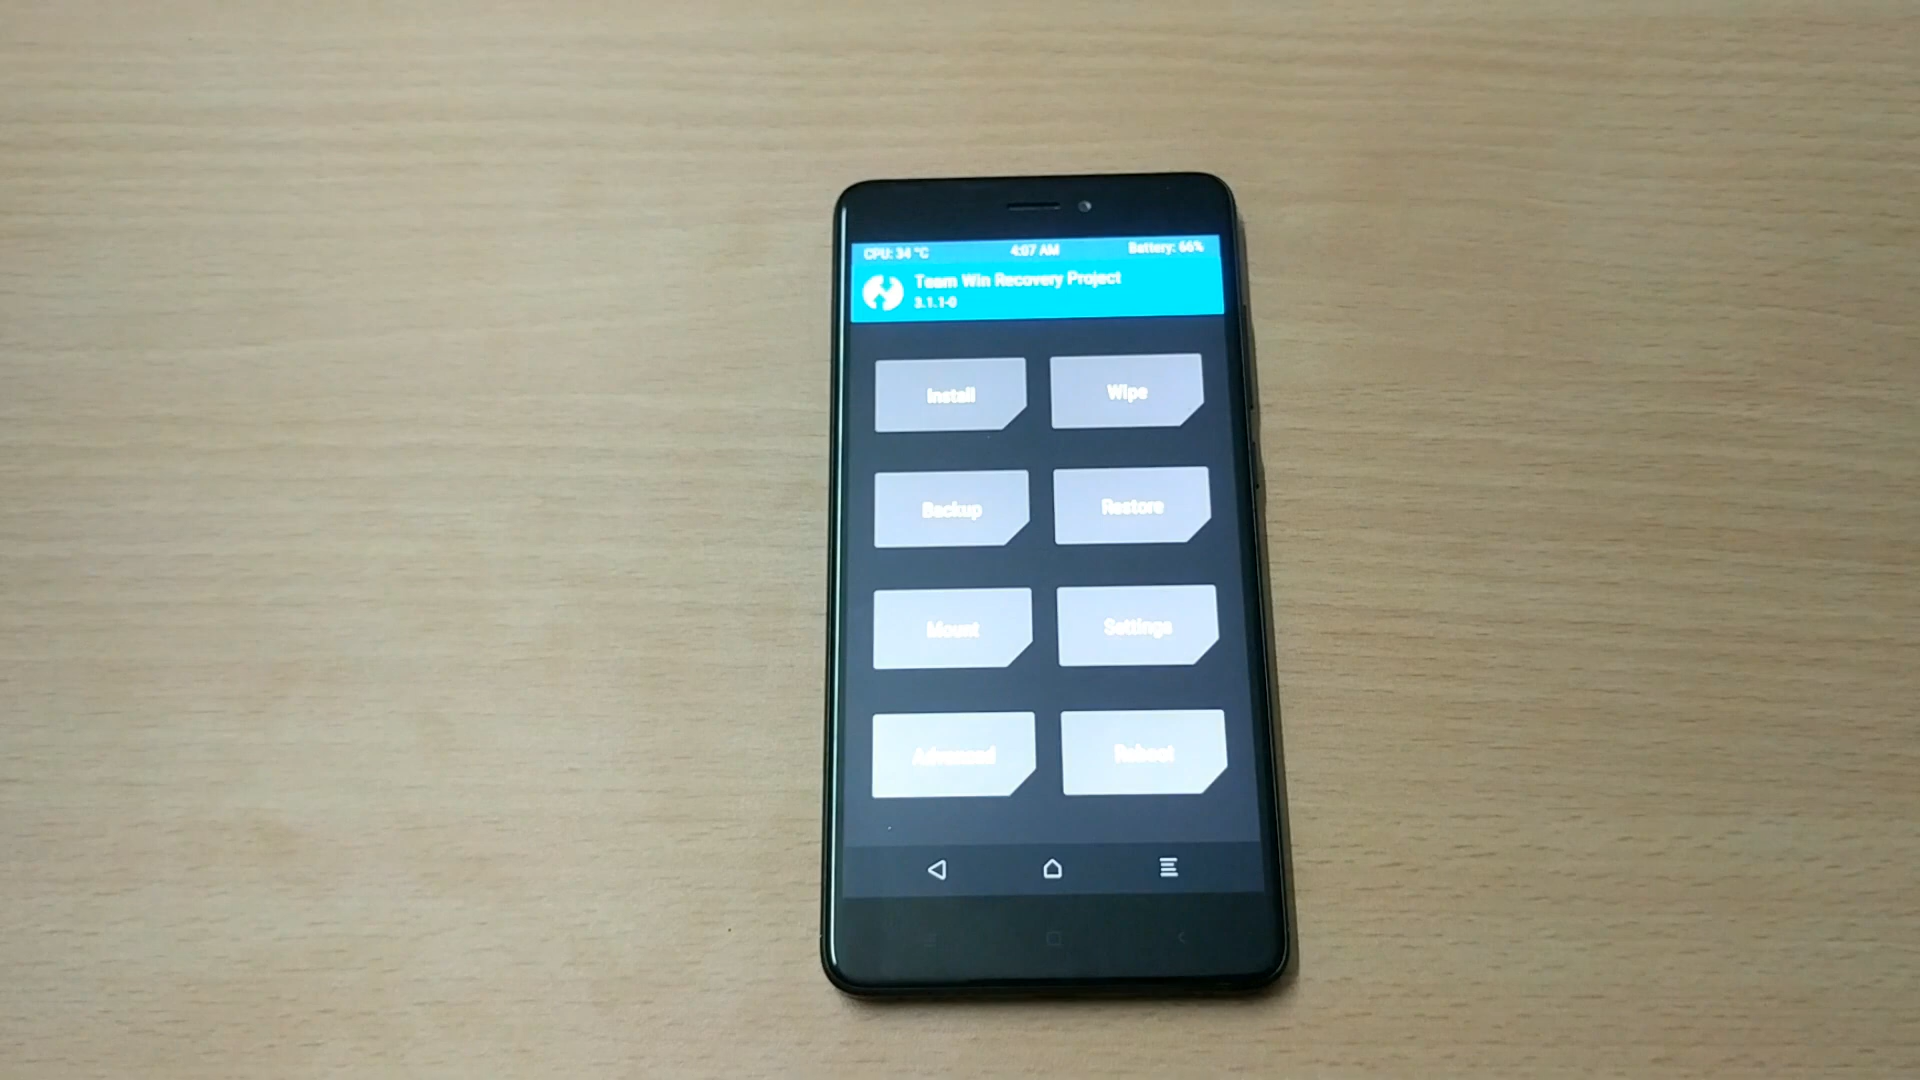 CPU: 34 °C 4:07 AM Battery: 66%
Team Win Recovery Project
3.1.1-0
Install Wipe
Backup Restore
Mount Settings
Advanced Reboot